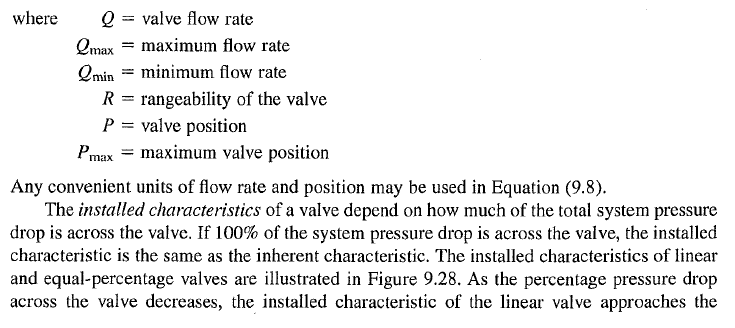 where Q = valve flow rate
Qmax = maximum flow rate
Qmin = minimum flow rate
R = rangeability of the valve
P = valve position
Pmax = maximum valve position
Any convenient units of flow rate and position may be used in Equation (9.8).
The installed characteristics of a valve depend on how much of the total system pressure
drop is across the valve. If 100% of the system pressure drop is across the valve, the installed
characteristic is the same as the inherent characteristic. The installed characteristics of linear
and equal-percentage valves are illustrated in Figure 9.28. As the percentage pressure drop
across the valve decreases, the installed characteristic of the linear valve approaches the